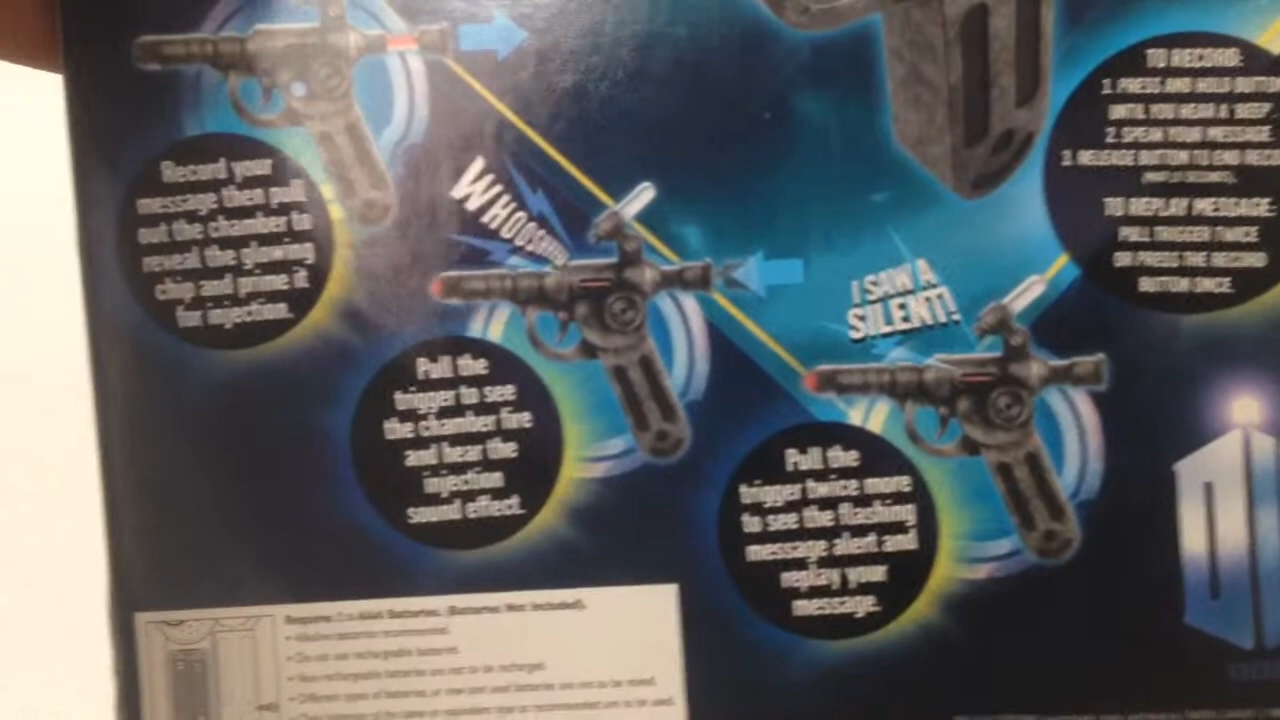 Record your
message then pull
out the chamber to
reveal the glowing
chip and prime it
for injection.
WHOOSHH
Pull the
trigger to see
the chamber fire
and hear the
injection
sound effect.
I SAW A
SILENT!
Pull the
trigger twice more
to see the flashing
message alert and
replay your
message.
TO RECORD:
1. PRESS AND HOLD BUTTO
UNTIL YOU HEAR A 'BEEP'
2. SPEAK YOUR MESSAGE
3. RELEASE BUTTON TO END RECO
TO REPLAY MESSAGE:
PULL TRIGGER TWICE
OR PRESS THE RECORD
BUTTON ONCE.
Batteries. (Batteries Not Included).
• Alkaline batteries recommended.
• Do not use rechargeable batteries.
• Non-rechargeable batteries are not to be recharged.
• Different types of batteries, or new and used batteries are not to be mixed.